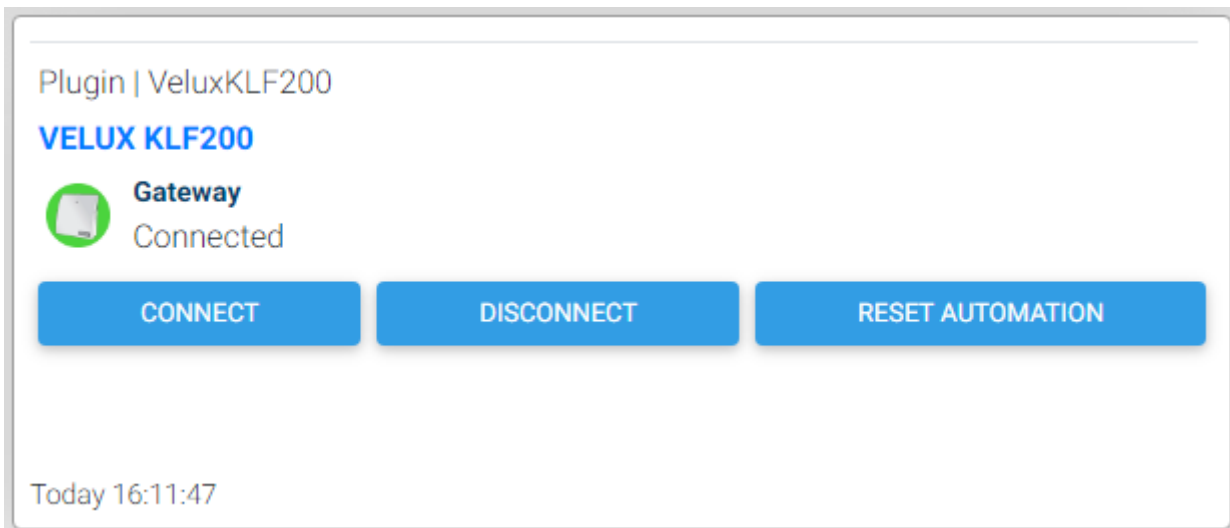 Plugin | VeluxKLF200
VELUX KLF200
Gateway
Connected
CONNECT DISCONNECT RESET AUTOMATION
Today 16:11:47